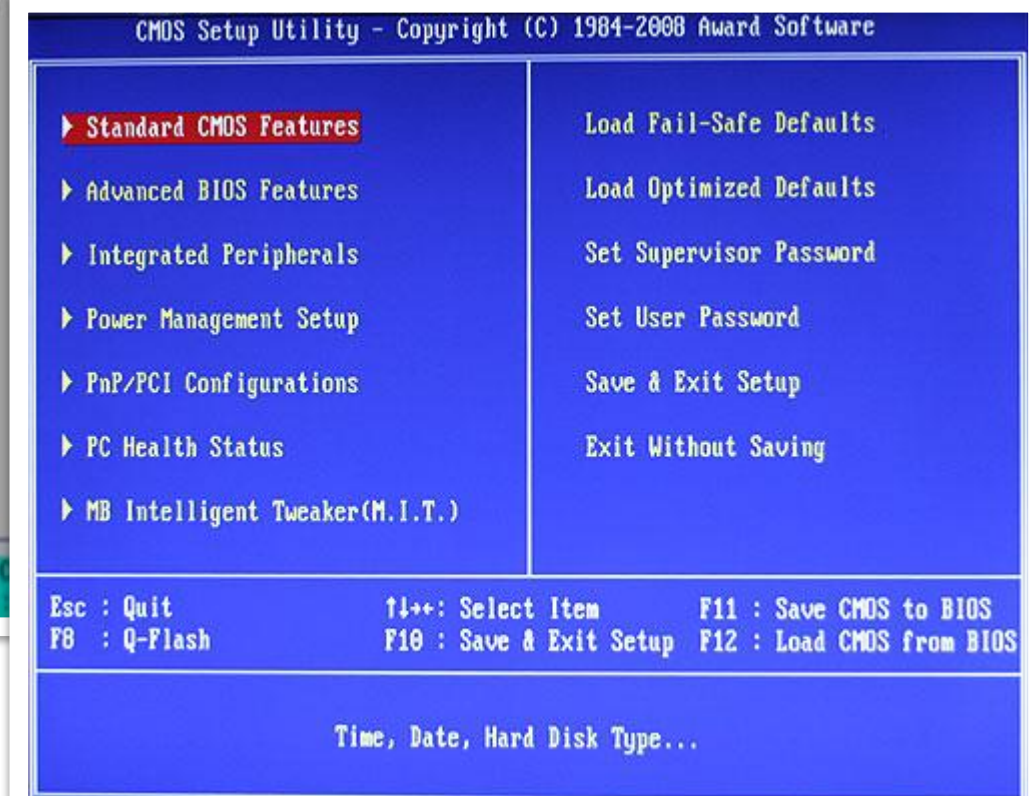 CMOS Setup Utility - Copyright (C) 1984-2008 Award Software
▶ Standard CMOS Features
▶ Advanced BIOS Features
▶ Integrated Peripherals
▶ Power Management Setup
▶ PnP/PCI Configurations
▶ PC Health Status
▶ MB Intelligent Tweaker(M.I.T.)
Load Fail-Safe Defaults
Load Optimized Defaults
Set Supervisor Password
Set User Password
Save & Exit Setup
Exit Without Saving
Esc : Quit ↑↓→←: Select Item F11 : Save CMOS to BIOS
F8 : Q-Flash F10 : Save & Exit Setup F12 : Load CMOS from BIOS
Time, Date, Hard Disk Type...